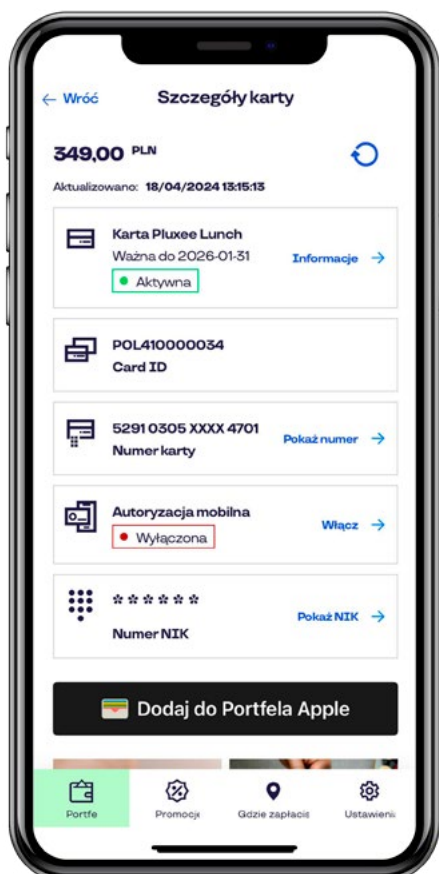 ← Wróć Szczegóły karty
349,00 PLN
Aktualizowano: 18/04/2024 13:15:13
Karta Pluxee Lunch
Ważna do 2026-01-31
Informacje →
Aktywna
POL410000034
Card ID
5291 0305 XXXX 4701
Pokaż numer →
Numer karty
Autoryzacja mobilna
Włącz →
Wyłączona
******
Pokaż NIK →
Numer NIK
Dodaj do Portfela Apple
Portfe Promocje Gdzie zapłacić Ustawieni